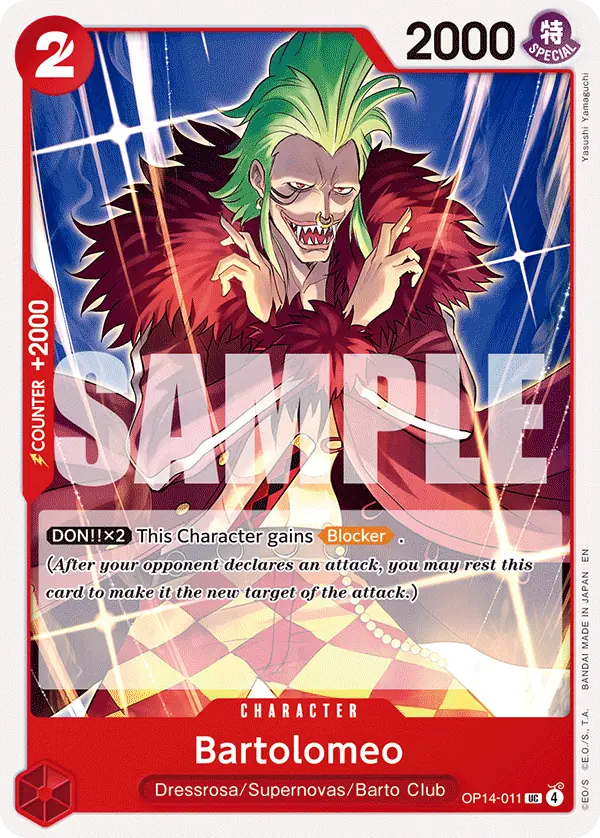 2
2000
特
SPECIAL
Yasushi Yamaguchi
COUNTER +2000
SAMPLE
DON!!×2 This Character gains Blocker .
(After your opponent declares an attack, you may rest this
card to make it the new target of the attack.)
CHARACTER
Bartolomeo
Dressrosa/Supernovas/Barto Club
OP14-011 UC 4
©E.O/S ©E.O./S., T.A. BANDAI MADE IN JAPAN EN